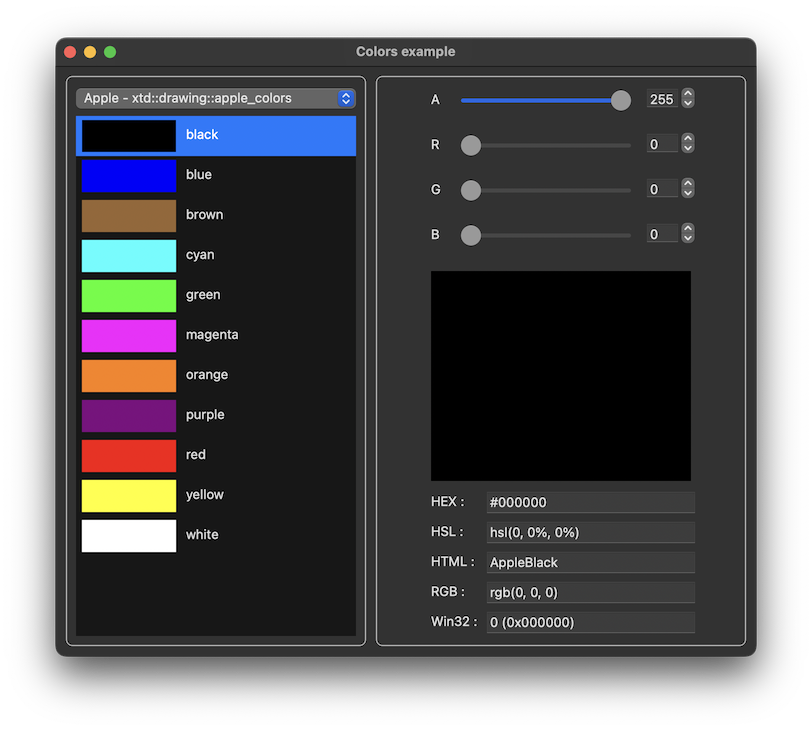 Colors example
Apple – xtd::drawing::apple_colors
black
blue
brown
cyan
green
magenta
orange
purple
red
yellow
white
A 255
R 0
G 0
B 0
HEX : #000000
HSL : hsl(0, 0%, 0%)
HTML : AppleBlack
RGB : rgb(0, 0, 0)
Win32 : 0 (0x000000)